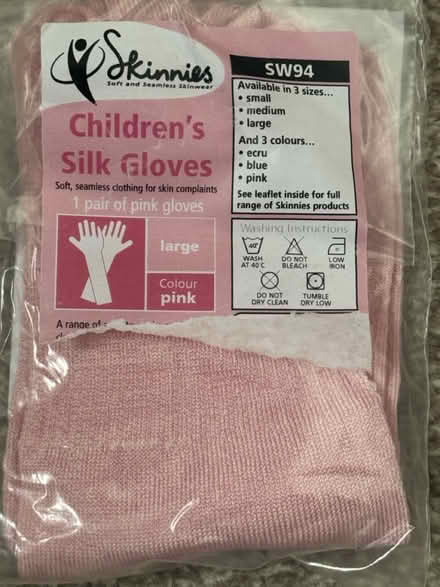 Skinnies
Soft and Seamless Skinwear
Children's
Silk Gloves
Soft, seamless clothing for skin complaints
1 pair of pink gloves
large
Colour
pink
A range of
SW94
Available in 3 sizes...
• small
• medium
• large
And 3 colours...
• ecru
• blue
• pink
See leaflet inside for full
range of Skinnies products
Washing Instructions
40°
WASH
AT 40°C
DO NOT
BLEACH
LOW
IRON
DO NOT
DRY CLEAN
TUMBLE
DRY LOW